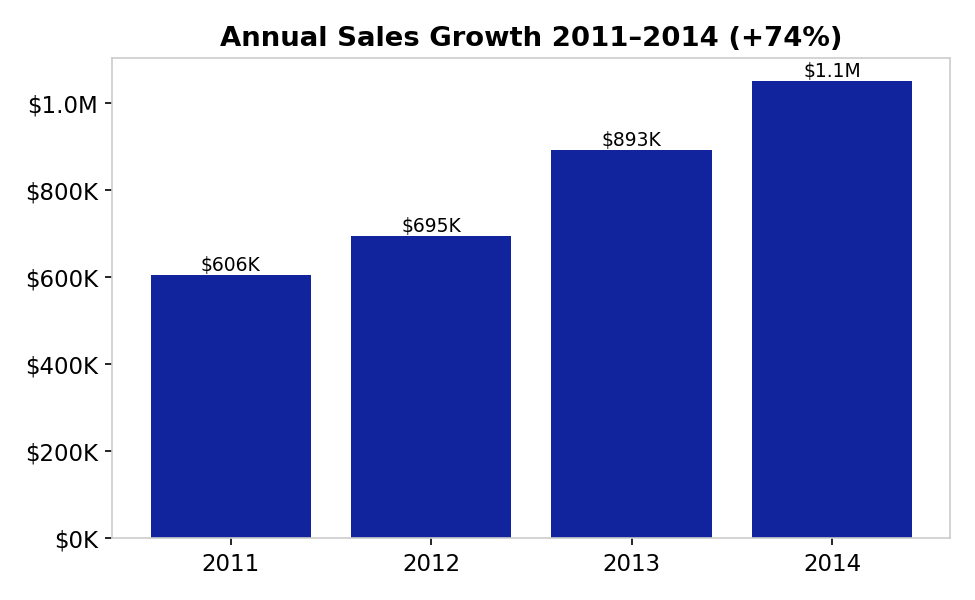 Annual Sales Growth 2011–2014 (+74%)
$1.0M
$800K
$600K
$400K
$200K
$0K
$606K
$695K
$893K
$1.1M
2011
2012
2013
2014